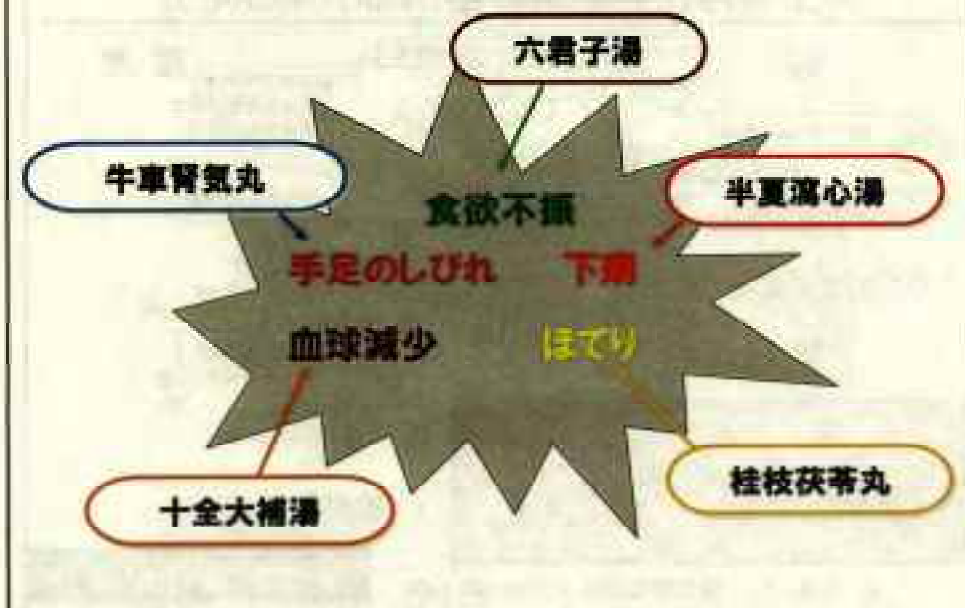 六君子湯
牛車腎気丸
半夏瀉心湯
食欲不振
手足のしびれ
下痢
血球減少
ほてり
十全大補湯
桂枝茯苓丸